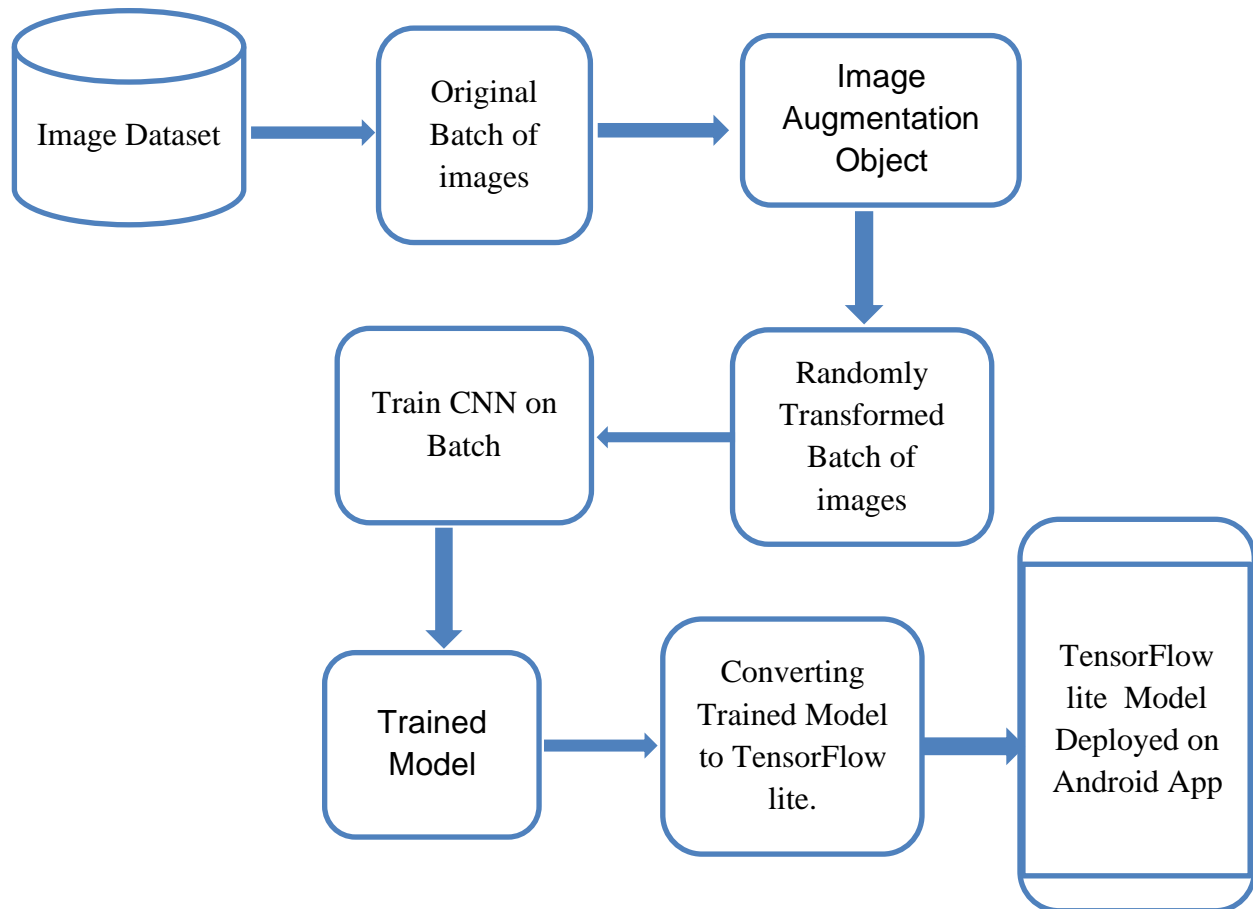 Image Dataset
Original
Batch of
images
Image
Augmentation
Object
Randomly
Transformed
Batch of
images
Train CNN on
Batch
Trained
Model
Converting
Trained Model
to TensorFlow
lite.
TensorFlow
lite  Model
Deployed on
Android App